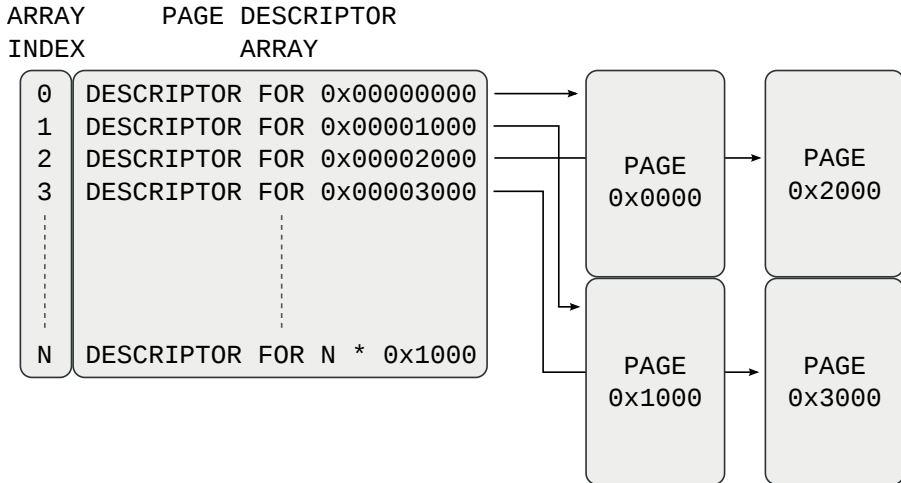 ARRAY PAGE DESCRIPTOR
INDEX ARRAY
0 DESCRIPTOR FOR 0x00000000
1 DESCRIPTOR FOR 0x00001000
2 DESCRIPTOR FOR 0x00002000
3 DESCRIPTOR FOR 0x00003000
N DESCRIPTOR FOR N * 0x1000
PAGE
0x0000
PAGE
0x2000
PAGE
0x1000
PAGE
0x3000